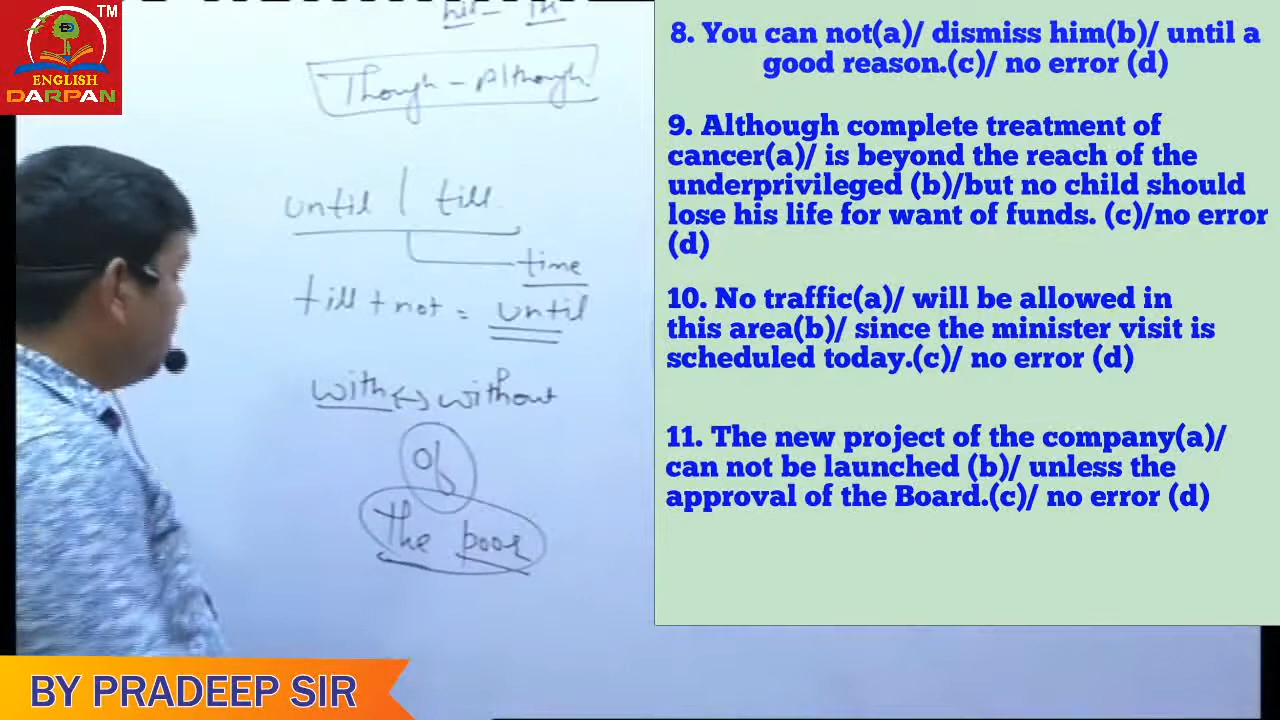 TM
ENGLISH
DARPAN
Though - Although
until | till
time
till + not = until
with ↔ without
of
the poor
8. You can not(a)/ dismiss him(b)/ until a
good reason.(c)/ no error (d)
9. Although complete treatment of
cancer(a)/ is beyond the reach of the
underprivileged (b)/but no child should
lose his life for want of funds. (c)/no error
(d)
10. No traffic(a)/ will be allowed in
this area(b)/ since the minister visit is
scheduled today.(c)/ no error (d)
11. The new project of the company(a)/
can not be launched (b)/ unless the
approval of the Board.(c)/ no error (d)
BY PRADEEP SIR